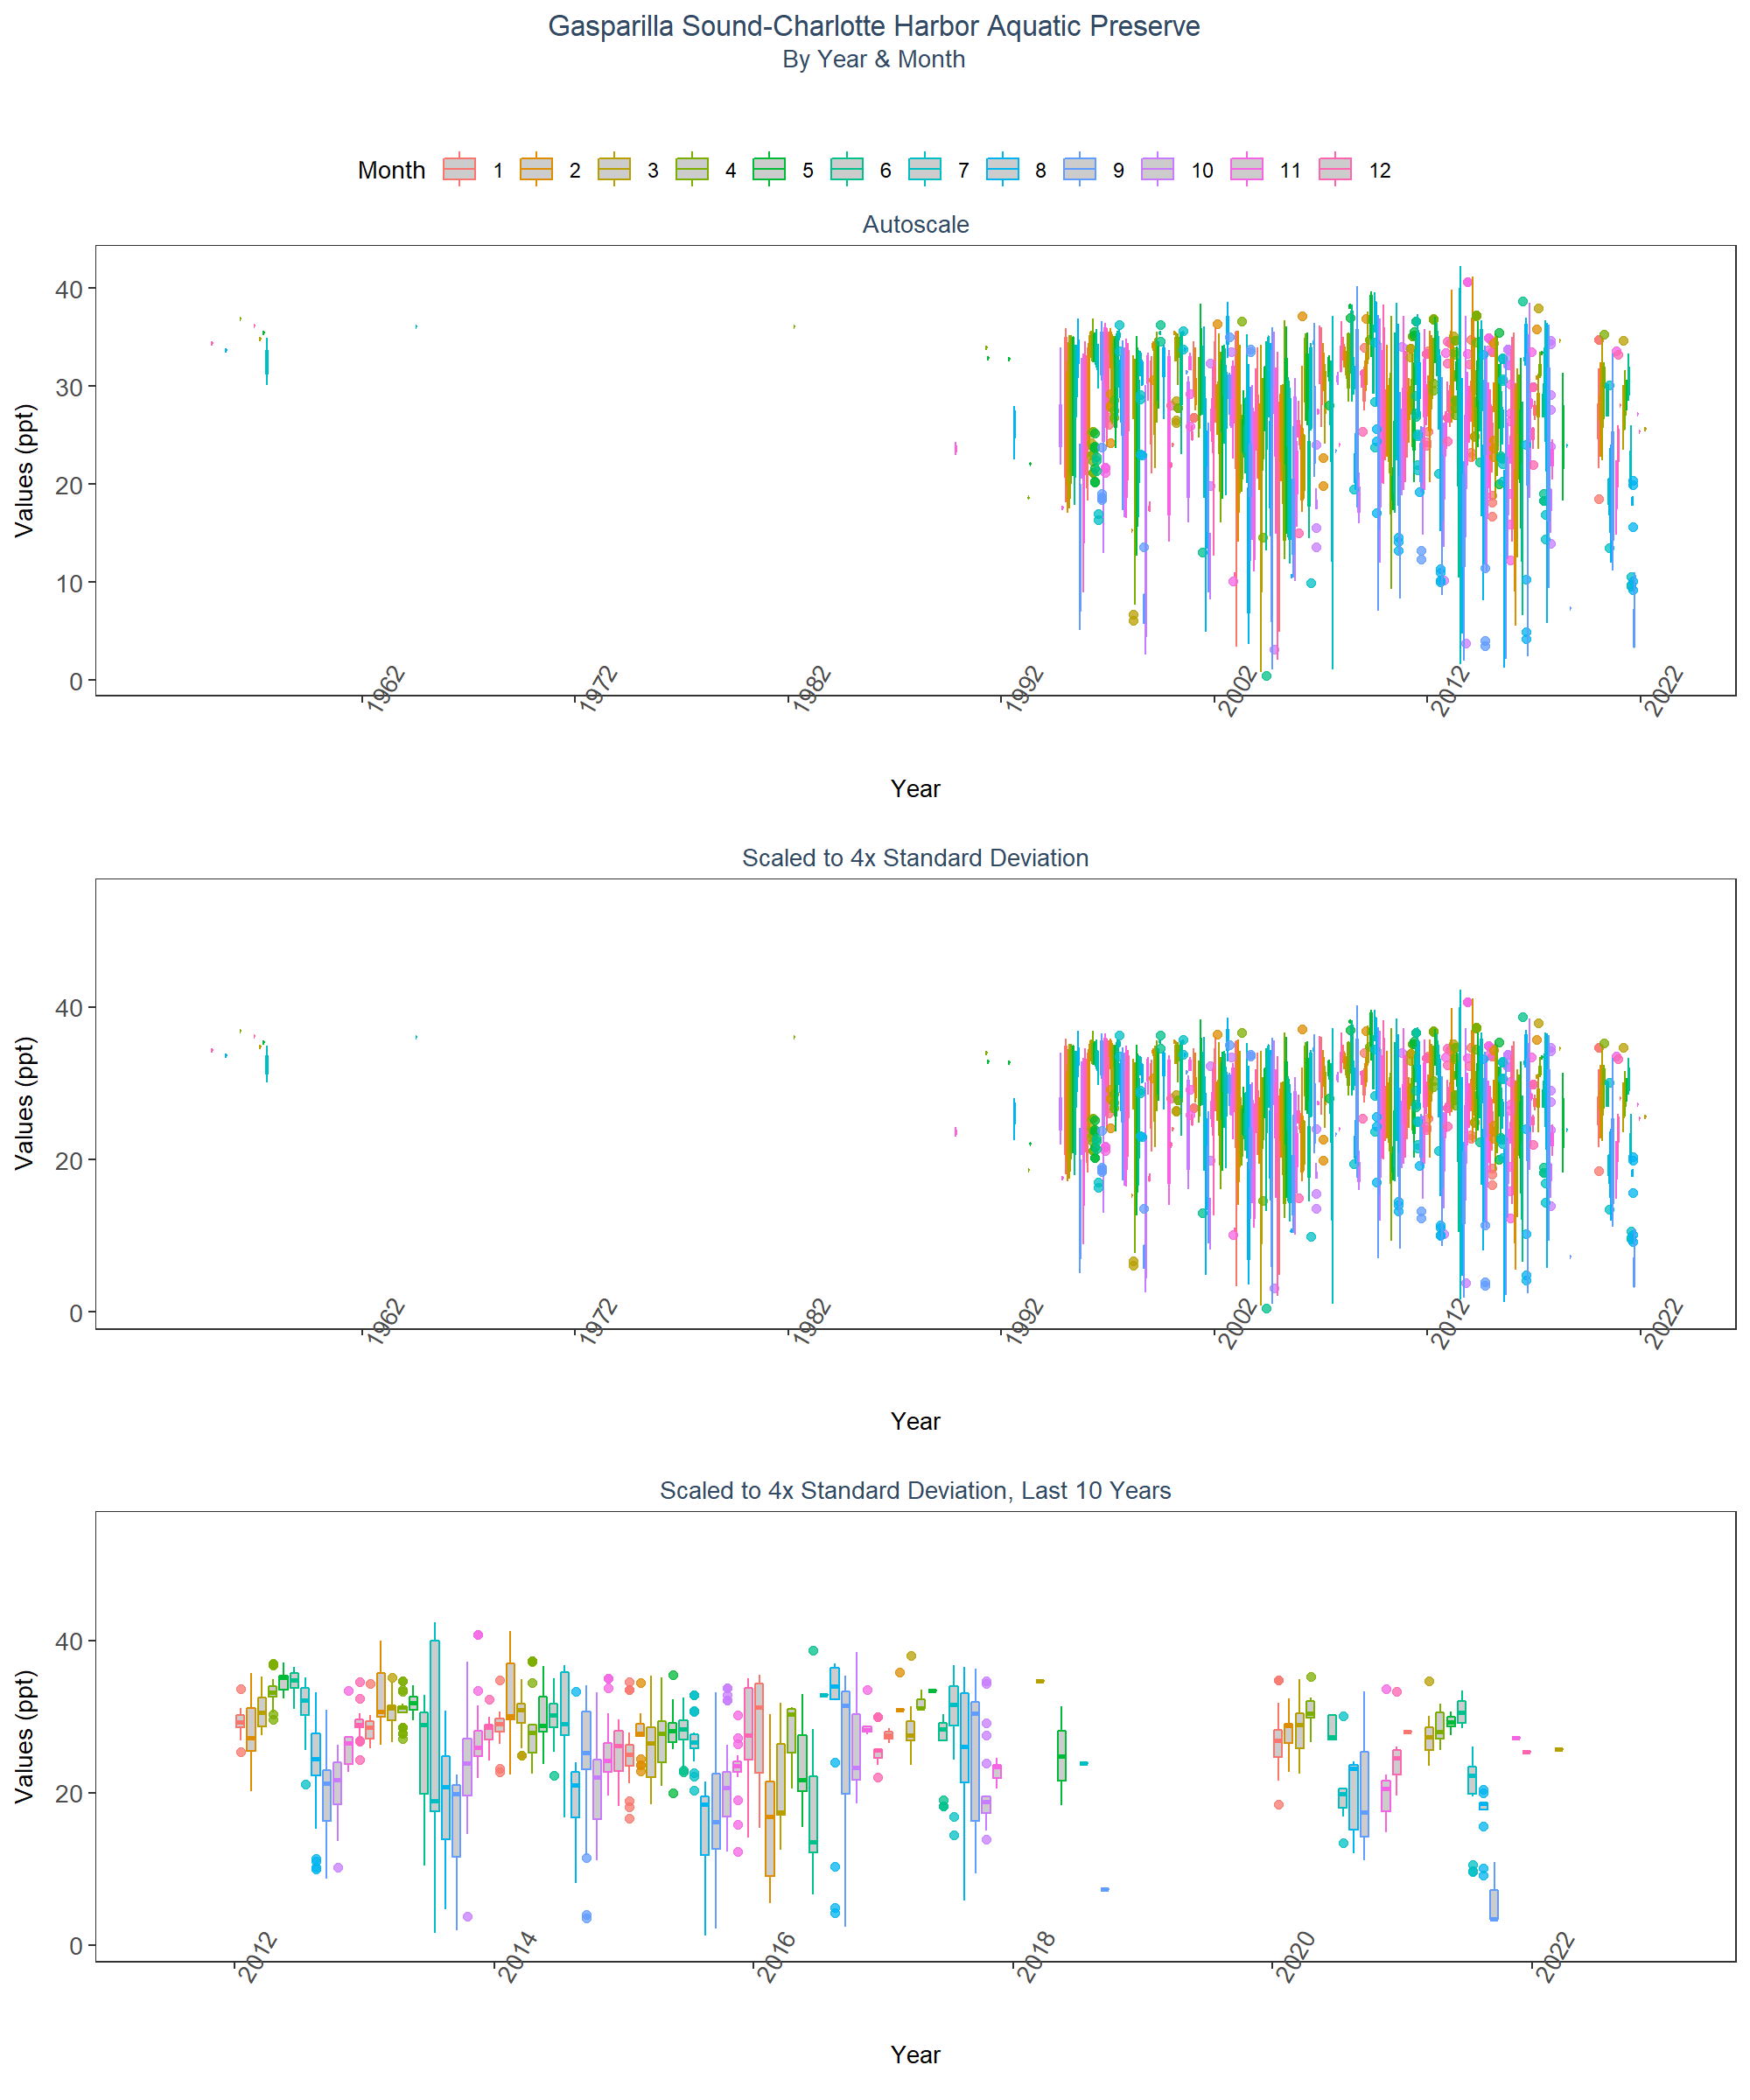 Gasparilla Sound-Charlotte Harbor Aquatic Preserve
By Year & Month
Month 1 2 3 4 5 6 7 8 9 10 11 12
Autoscale
Values (ppt)
40
30
20
10
0
1962 1972 1982 1992 2002 2012 2022
Year
Scaled to 4x Standard Deviation
Values (ppt)
40
20
0
1962 1972 1982 1992 2002 2012 2022
Year
Scaled to 4x Standard Deviation, Last 10 Years
Values (ppt)
40
20
0
2012 2014 2016 2018 2020 2022
Year